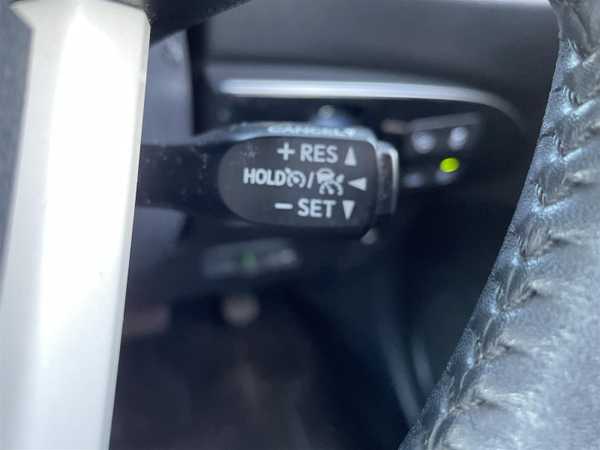 CANCEL
+ RES ▲
HOLD / ◀
− SET ▼